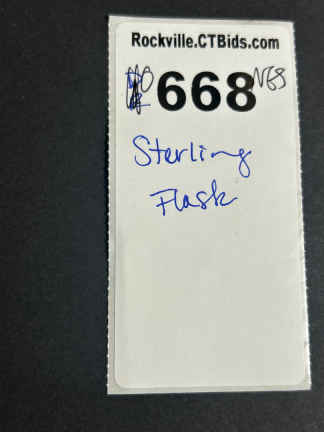 Rockville.CTBids.com
668
Sterling
Flask